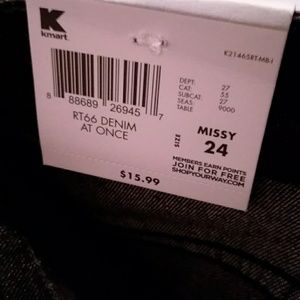 K
kmart
K21465RTMB-I
DEPT: 27
CAT: 55
SUBCAT: 27
SEAS: 27
TABLE 9000
8 88689 26945 7
RT66 DENIM
AT ONCE
SIZE
MISSY
24
MEMBERS EARN POINTS
JOIN FOR FREE
SHOPYOURWAY.COM
$15.99